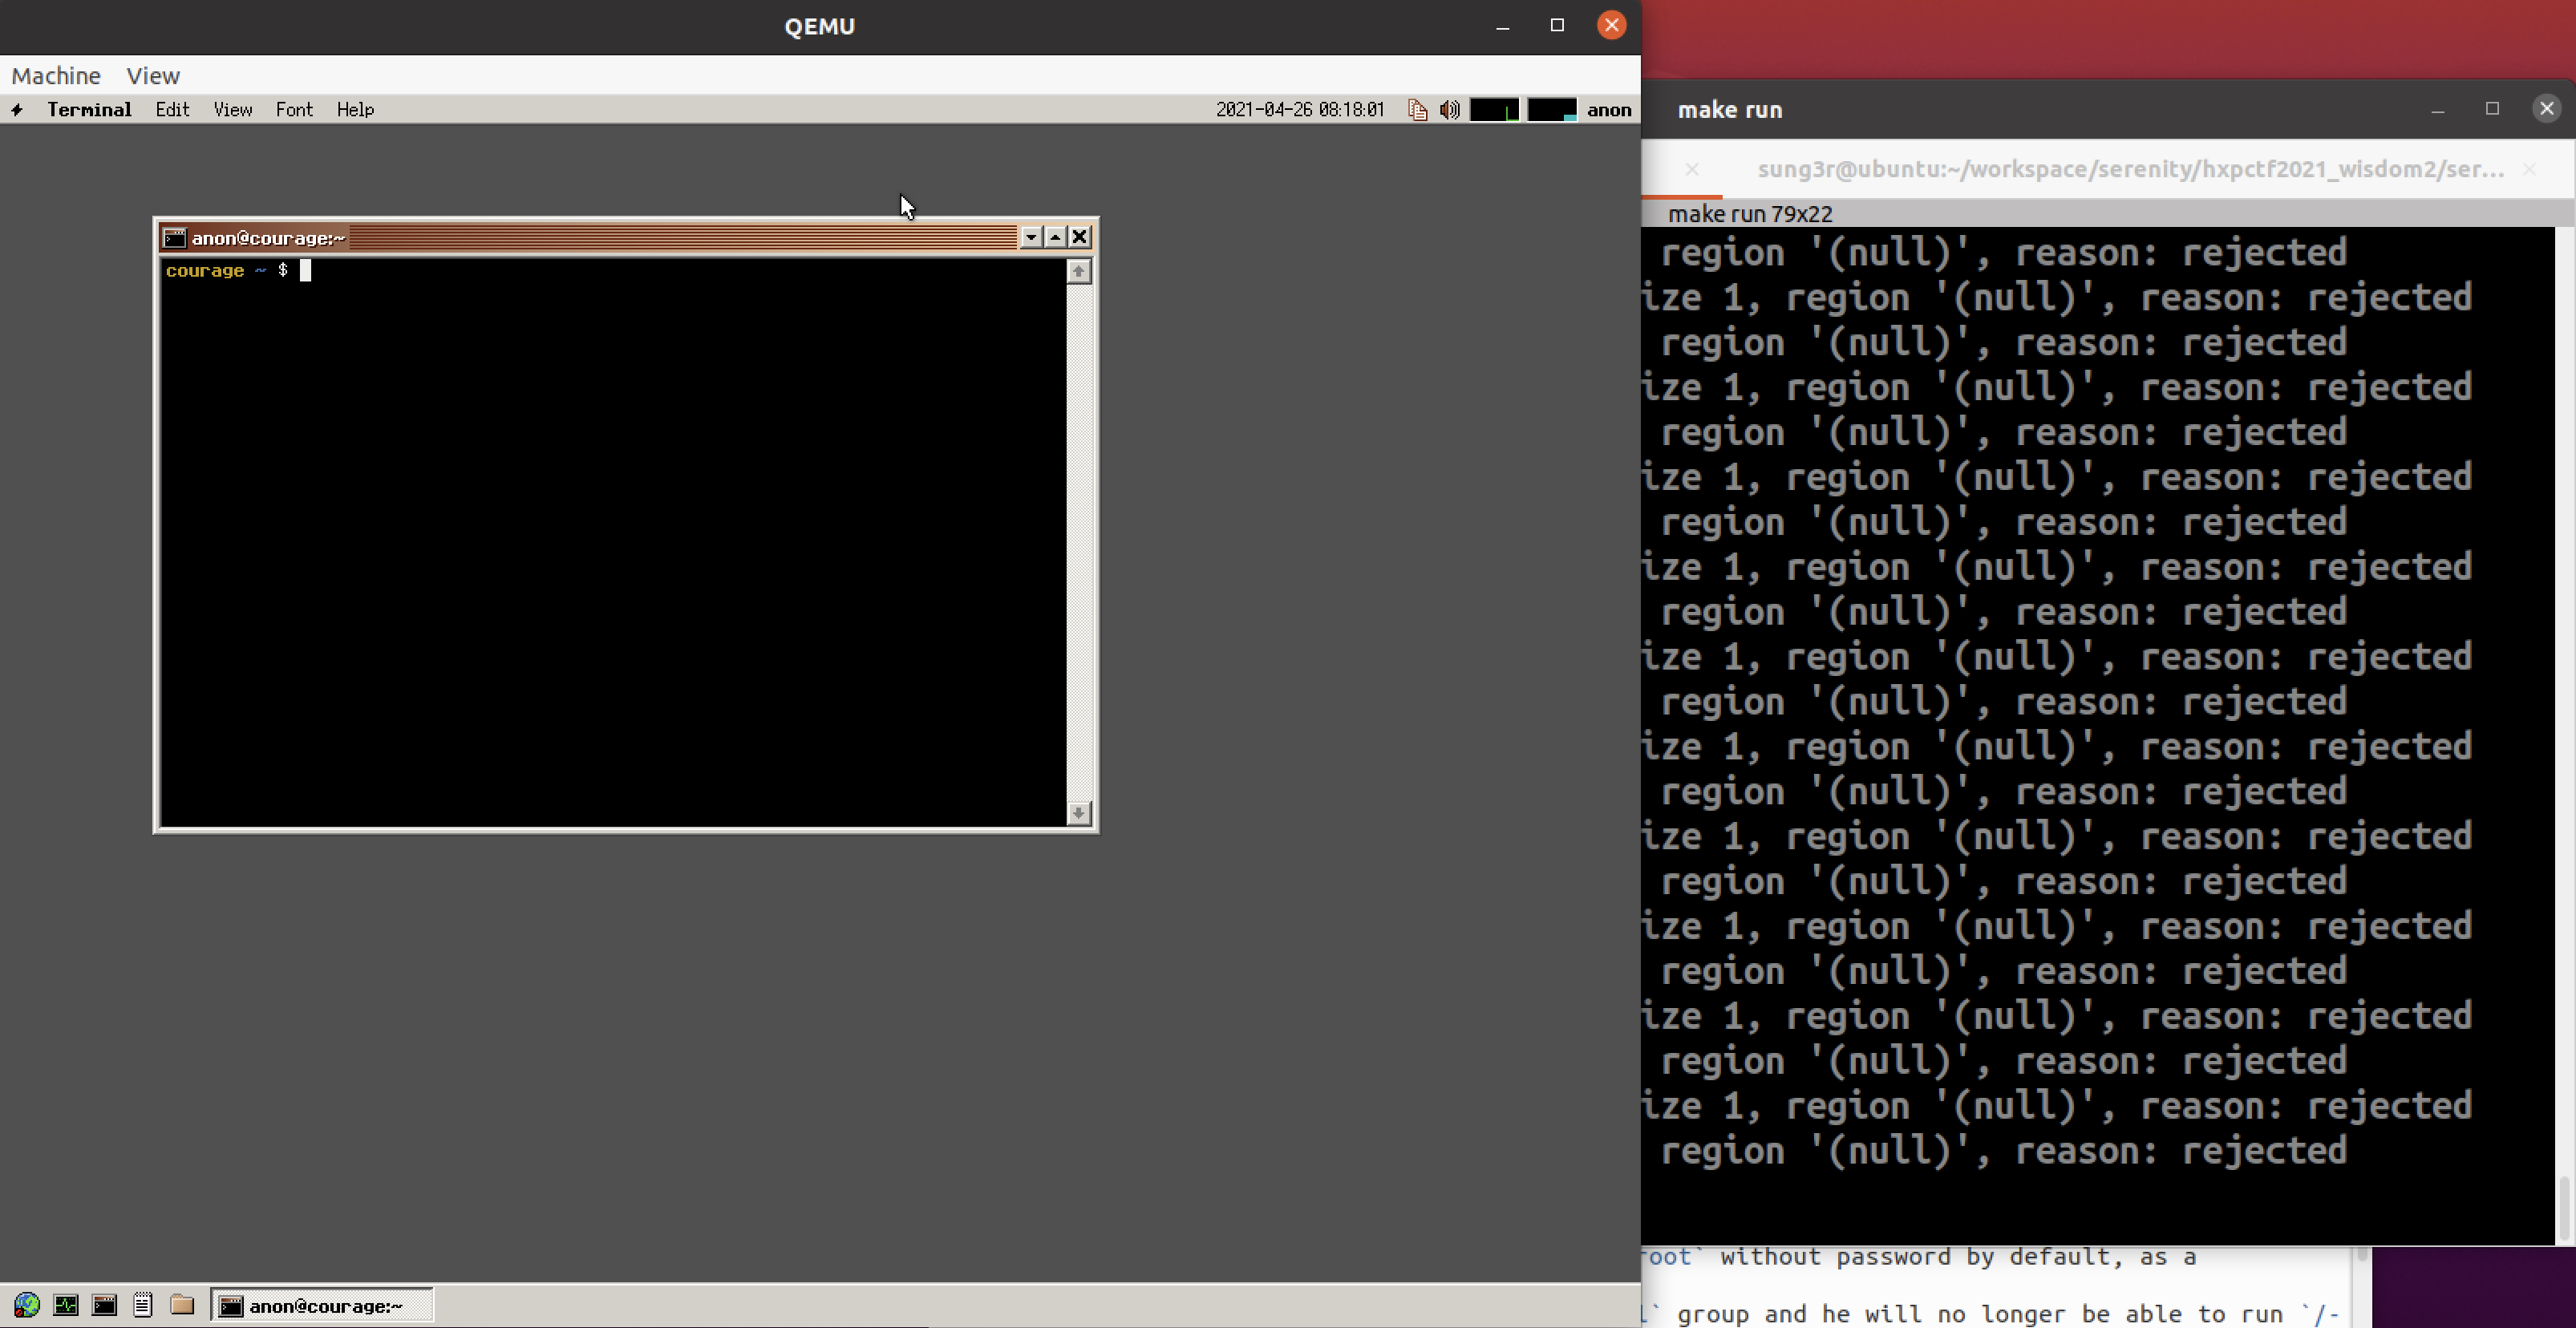 QEMU
Machine View
Terminal Edit View Font Help 2021-04-26 08:18:01 anon
anon@courage:~
courage ~ $
anon@courage:~
make run
sung3r@ubuntu:~/workspace/serenity/hxpctf2021_wisdom2/ser...
make run 79x22
region '(null)', reason: rejected
ize 1, region '(null)', reason: rejected
region '(null)', reason: rejected
ize 1, region '(null)', reason: rejected
region '(null)', reason: rejected
ize 1, region '(null)', reason: rejected
region '(null)', reason: rejected
ize 1, region '(null)', reason: rejected
region '(null)', reason: rejected
ize 1, region '(null)', reason: rejected
region '(null)', reason: rejected
ize 1, region '(null)', reason: rejected
region '(null)', reason: rejected
ize 1, region '(null)', reason: rejected
region '(null)', reason: rejected
ize 1, region '(null)', reason: rejected
region '(null)', reason: rejected
ize 1, region '(null)', reason: rejected
region '(null)', reason: rejected
ize 1, region '(null)', reason: rejected
region '(null)', reason: rejected
root` without password by default, as a
l` group and he will no longer be able to run `/-